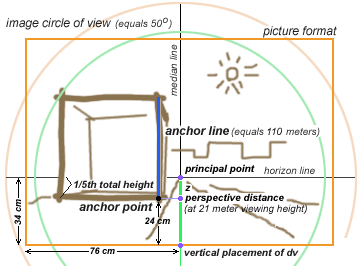 image circle of view (equals 50°)
picture format
median line
anchor line (equals 110 meters)
principal point
horizon line
1/5th total height
z
perspective distance
(at 21 meter viewing height)
anchor point
34 cm
24 cm
76 cm
vertical placement of dv